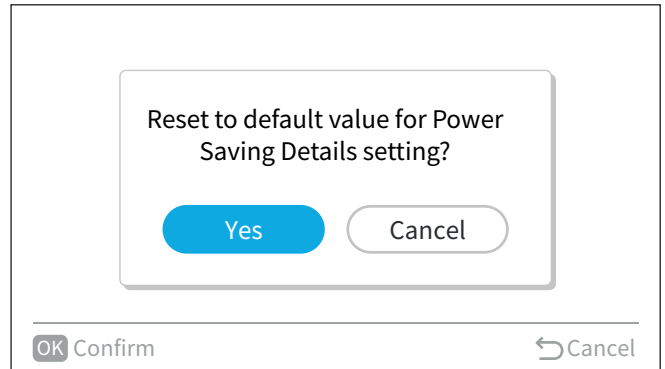 Reset to default value for Power
Saving Details setting?
Yes Cancel
OK Confirm Cancel